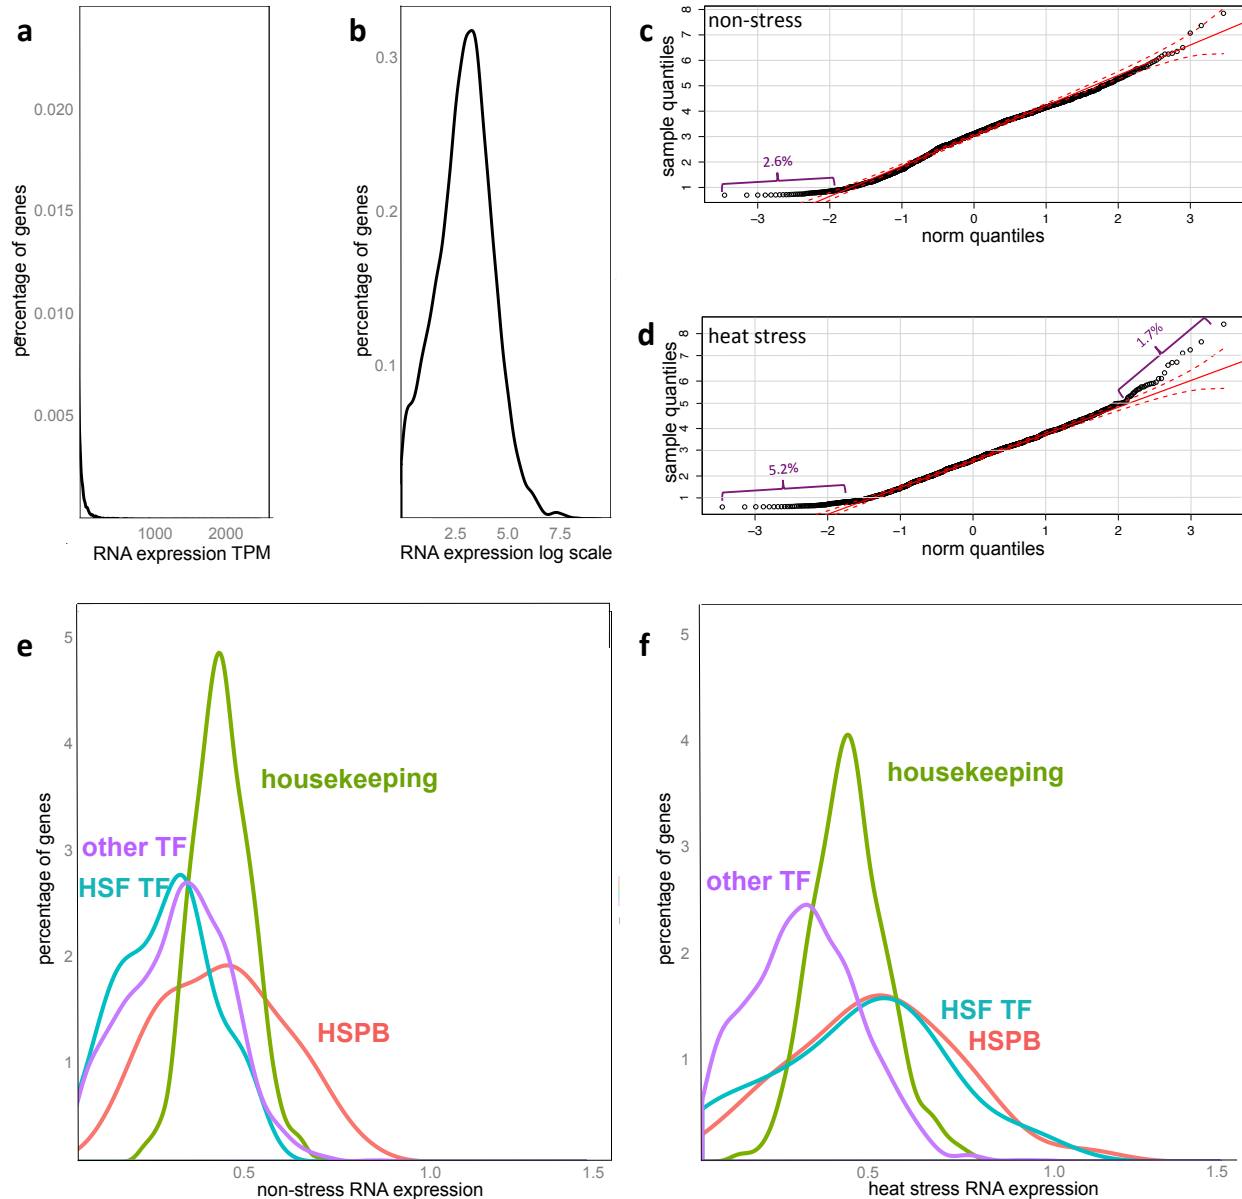 a
percentage of genes
0.020
0.015
0.010
0.005
1000
2000
RNA expression TPM
b
percentage of genes
0.3
0.2
0.1
2.5
5.0
7.5
RNA expression log scale
c
non-stress
sample quantiles
8
7
6
5
4
3
2
1
2.6%
−3
−2
−1
0
1
2
3
norm quantiles
d
heat stress
sample quantiles
8
7
6
5
4
3
2
1
5.2%
1.7%
−3
−2
−1
0
1
2
3
norm quantiles
e
percentage of genes
5
4
3
2
1
housekeeping
other TF
HSF TF
HSPB
0.5
1.0
1.5
non-stress RNA expression
f
percentage of genes
5
4
3
2
1
housekeeping
other TF
HSF TF
HSPB
0.5
1.0
1.5
heat stress RNA expression